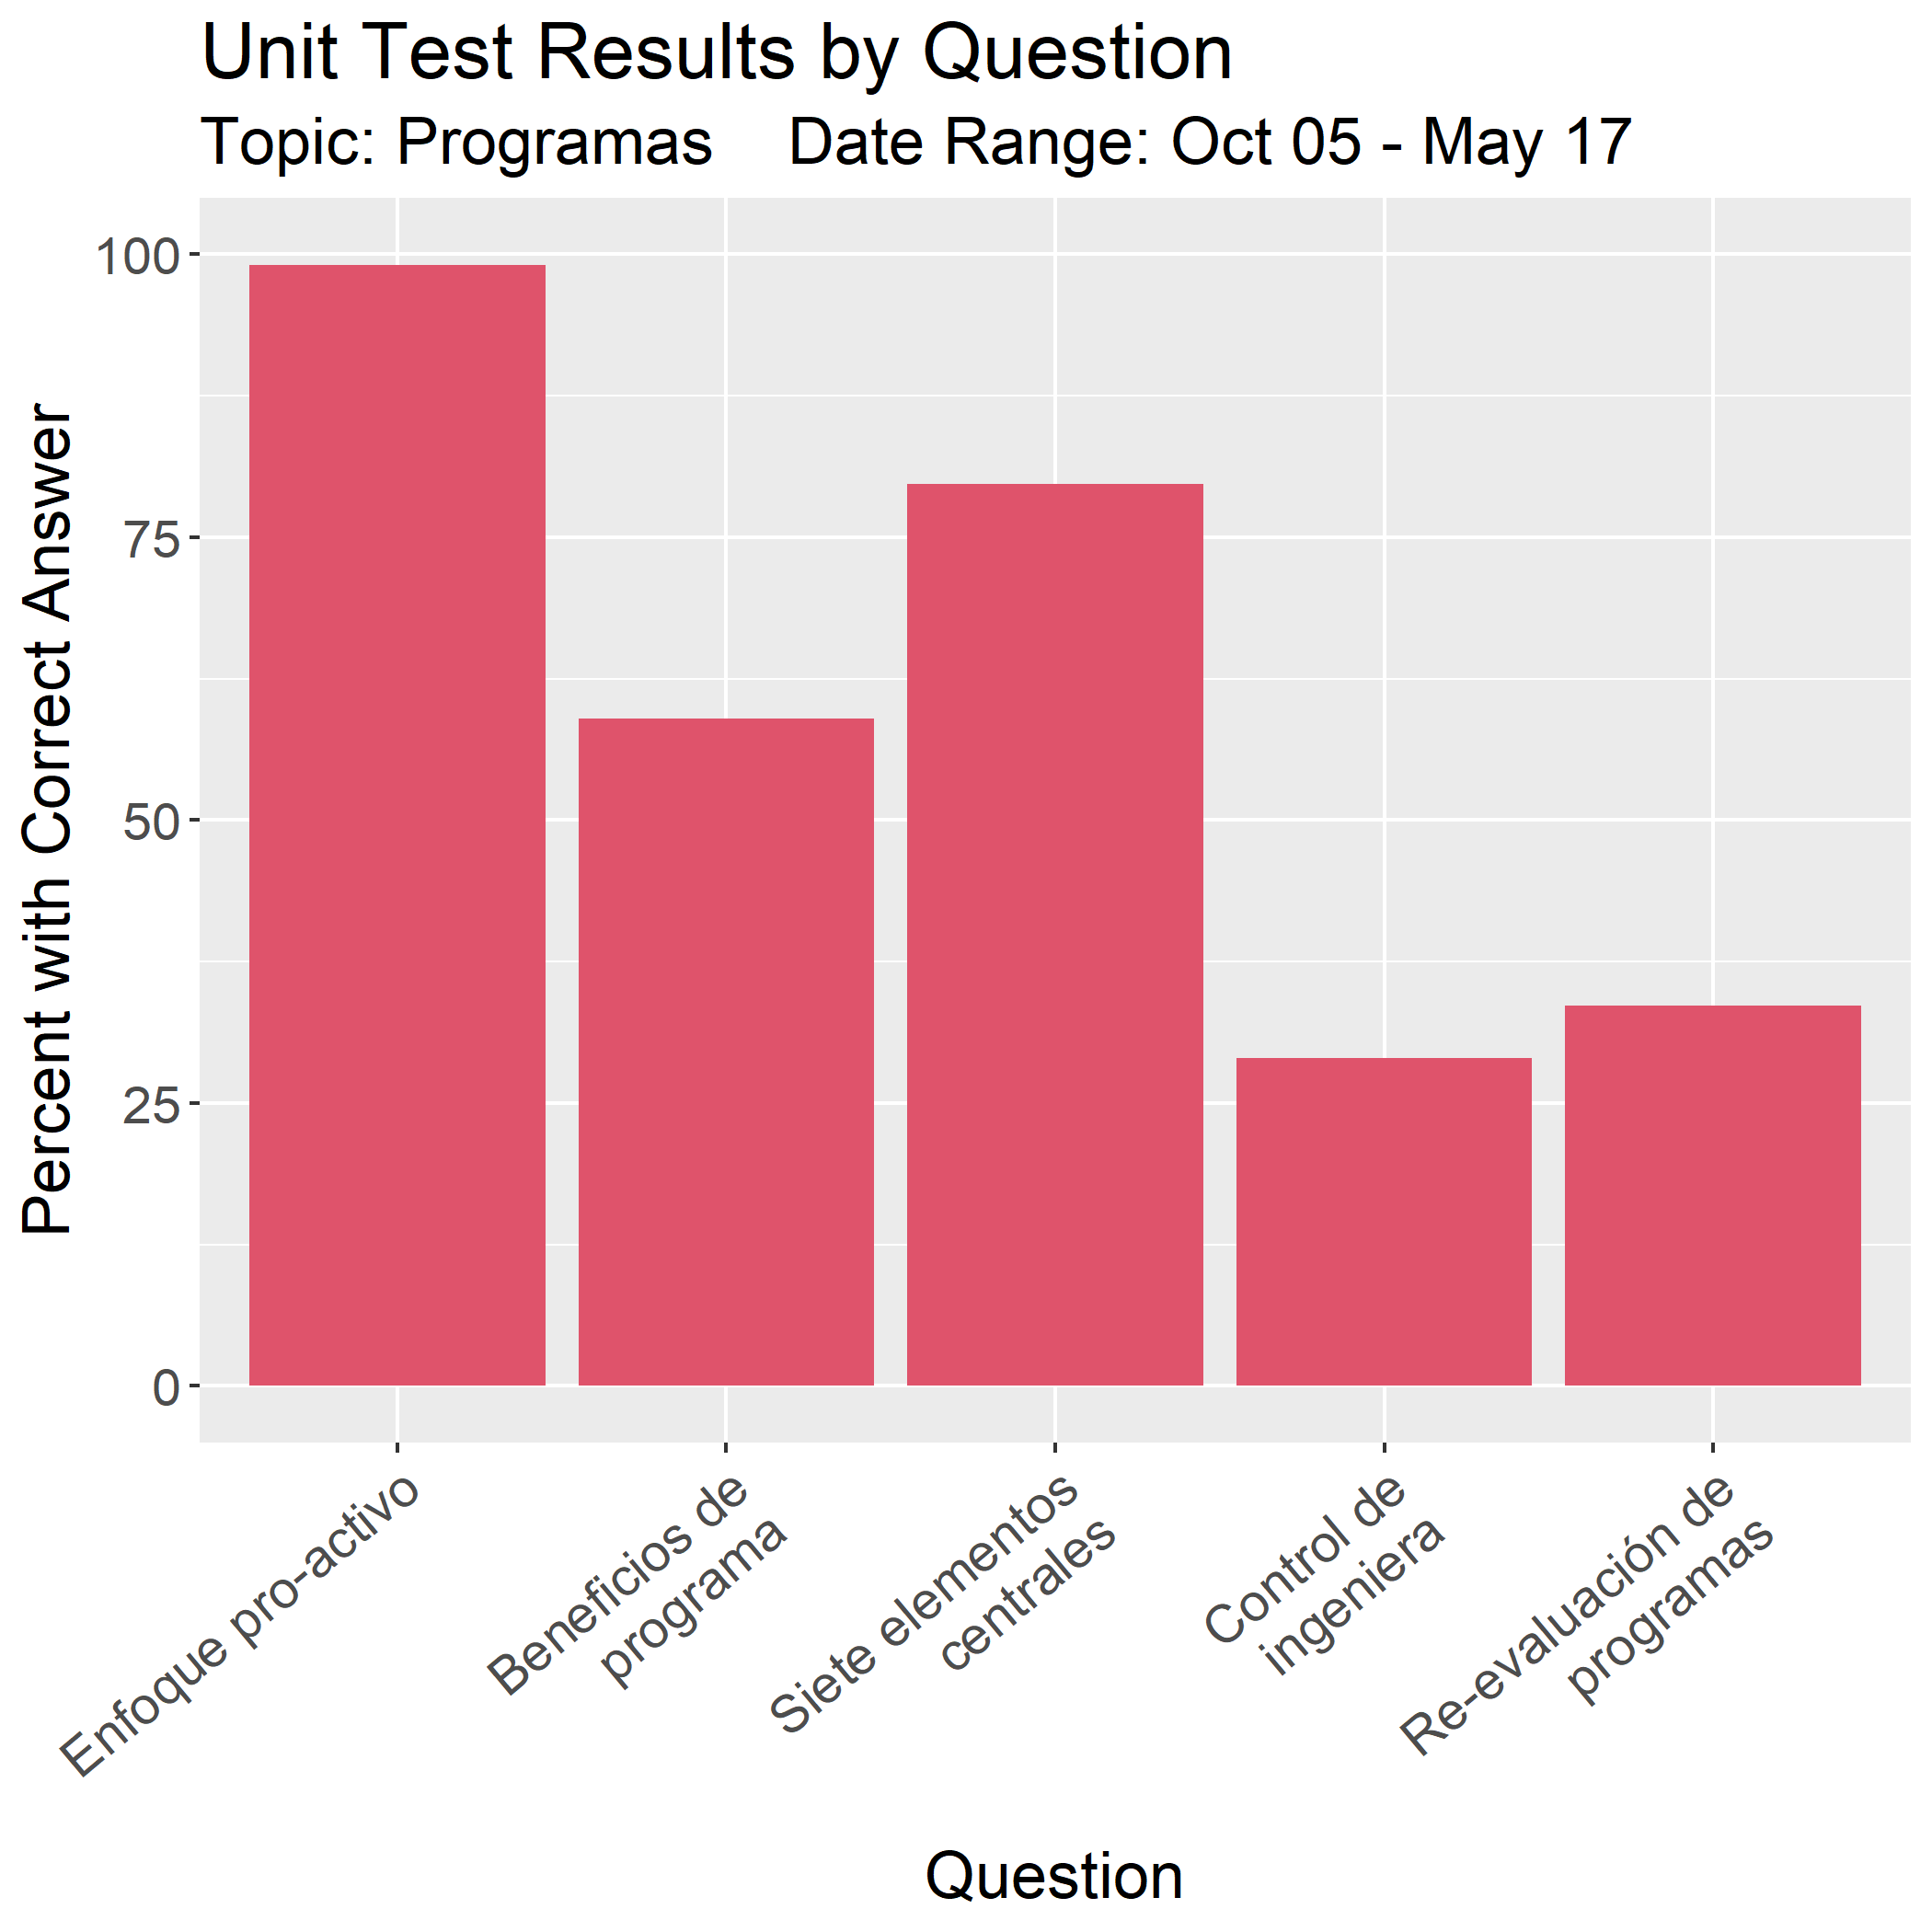 Unit Test Results by Question
Topic: Programas    Date Range: Oct 05 - May 17
Percent with Correct Answer
100
75
50
25
0
Enfoque pro-activo
Beneficios de
programa
Siete elementos
centrales
Control de
ingeniera
Re-evaluación de
programas
Question